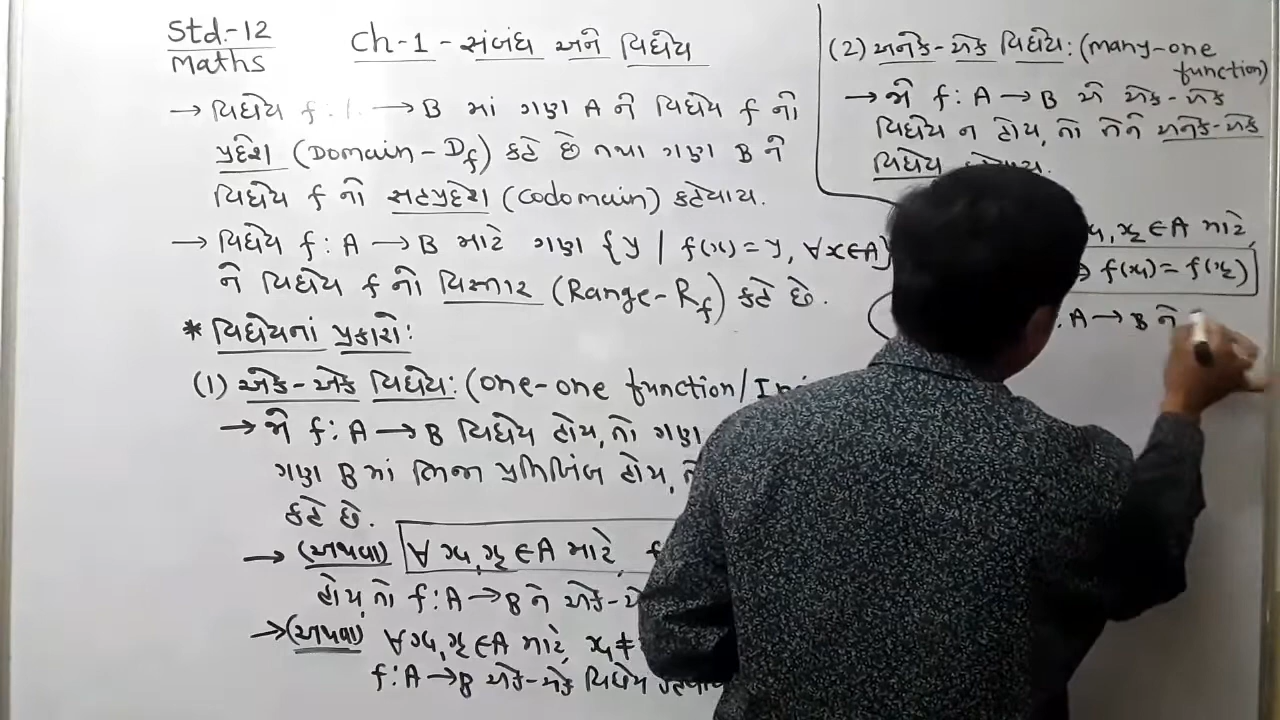 Std.-12
Maths
Ch-1 - સંબંધ અને વિધેય
→ વિધેય f : → B માં ગણ A ને વિધેય f નો
પ્રદેશ (Domain - Df) કહે છે તથા ગણ B ને
વિધેય f નો સહપ્રદેશ (Codomain) કહેવાય.
→ વિધેય f : A → B માટે ગણ {y / f(x) = y, ∀x∈A}
ને વિધેય f નો વિસ્તાર (Range - Rf) કહે છે.
* વિધેયનાં પ્રકારો:
(1) એક-એક વિધેય: (one-one function/
→ જો f : A → B વિધેય હોય, તો ગણ
ગણ B માં ભિન્ન પ્રતિબિંબ હોય,
કહે છે.
→ (અથવા) ∀ x₁, x₂ ∈ A માટે,
હોય, તો f : A → B ને
→ (અથવા) ∀ x₁, x₂ ∈ A માટે, x₁ ≠
f : A → B એક-એક વિધેય
(2) અનેક-એક વિધેય: (many-one
function)
→ જો f : A → B એ એક-એક
વિધેય ન હોય, તો તેને અનેક-એક
વિધેય
x₂ ∈ A માટે,
f(x₁) = f(x₂)
A → B ને